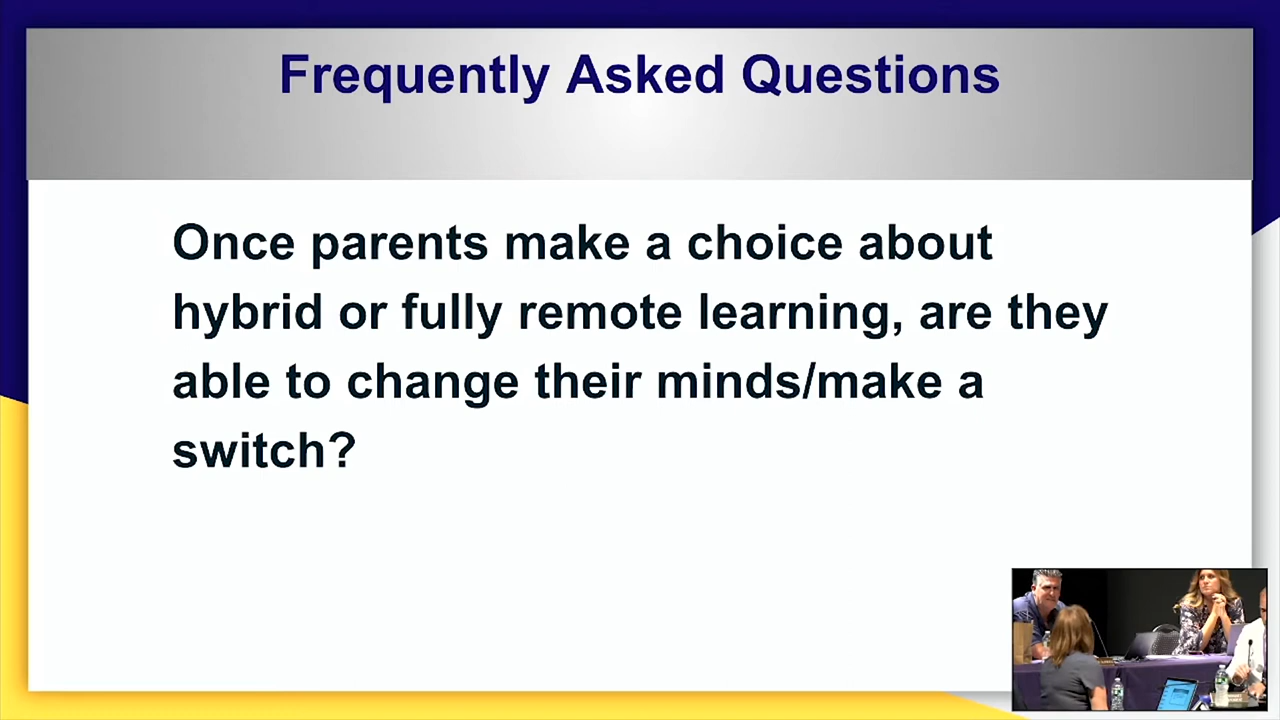 Frequently Asked Questions
Once parents make a choice about
hybrid or fully remote learning, are they
able to change their minds/make a
switch?